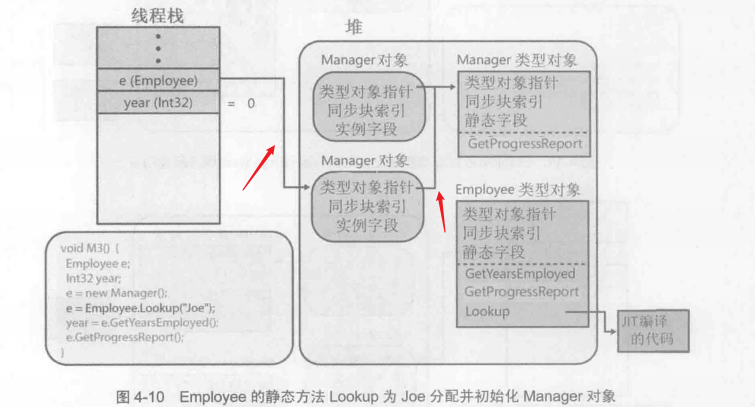 线程栈
堆
e (Employee)
year (Int32)
= 0
Manager 对象
类型对象指针
同步块索引
实例字段
Manager 对象
类型对象指针
同步块索引
实例字段
Manager 类型对象
类型对象指针
同步块索引
静态字段
GetProgressReport
Employee 类型对象
类型对象指针
同步块索引
静态字段
GetYearsEmployed
GetProgressReport
Lookup
JIT编译
的代码
void M3() {
Employee e;
Int32 year;
e = new Manager();
e = Employee.Lookup("Joe");
year = e.GetYearsEmployed();
e.GetProgressReport();
}
图 4-10 Employee 的静态方法 Lookup 为 Joe 分配并初始化 Manager 对象